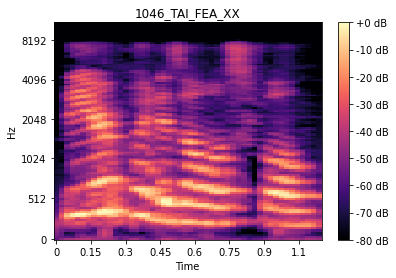 1046_TAI_FEA_XX
+0 dB
8192
-10 dB
4096
-20 dB
-30 dB
2048
Hz
-40 dB
1024
-50 dB
512
-60 dB
-70 dB
0
-80 dB
0 0.15 0.3 0.45 0.6 0.75 0.9 1.1
Time